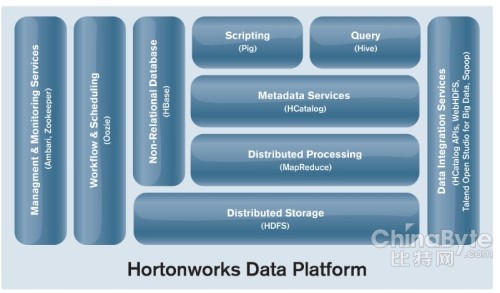 Managment & Monitoring Services
(Ambari, Zookeeper)
Workflow & Scheduling
(Oozie)
Non-Relational Database
(HBase)
Scripting
(Pig)
Query
(Hive)
Metadata Services
(HCatalog)
Distributed Processing
(MapReduce)
Distributed Storage
(HDFS)
Data Integration Services
(HCatalog APIs, WebHDFS,
Talend Open Studio for Big Data, Sqoop)
ChinaByte
比特网
Hortonworks Data Platform